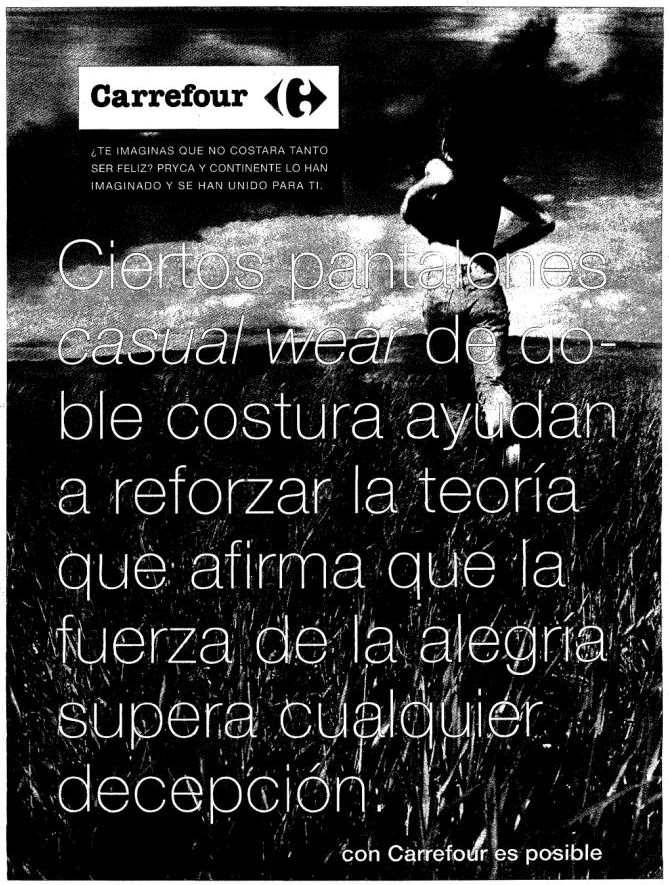 Carrefour
¿TE IMAGINAS QUE NO COSTARA TANTO
SER FELIZ? PRYCA Y CONTINENTE LO HAN
IMAGINADO Y SE HAN UNIDO PARA TI.
Ciertos pantalones
casual wear de do-
ble costura ayudan
a reforzar la teoría
que afirma que la
fuerza de la alegría
supera cualquier
decepción.
con Carrefour es posible